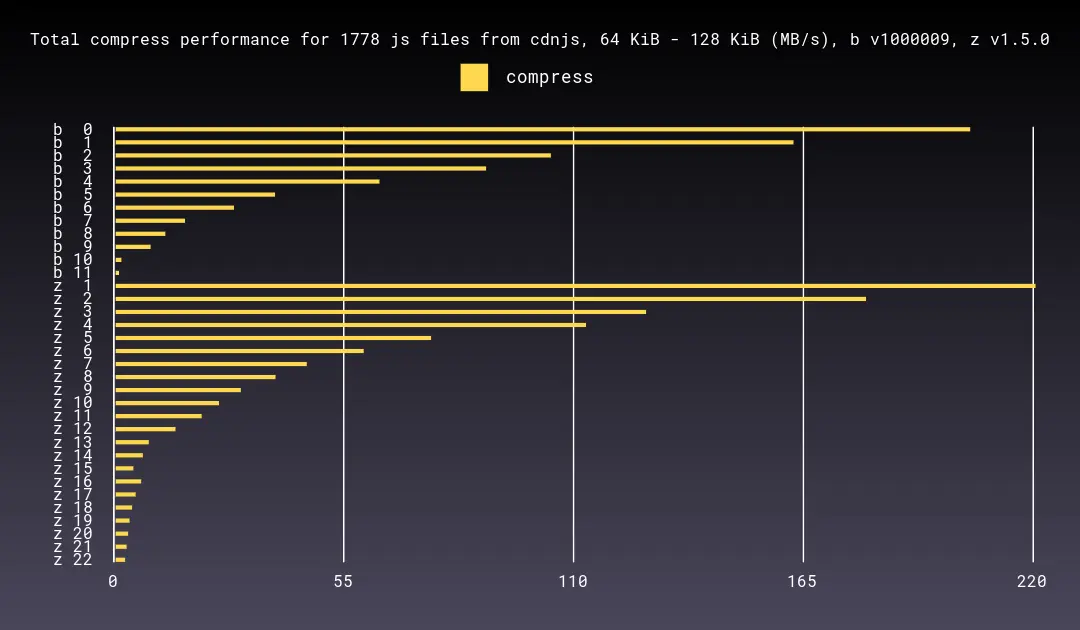 Total compress performance for 1778 js files from cdnjs, 64 KiB - 128 KiB (MB/s), b v1000009, z v1.5.0
compress
b 0
b 1
b 2
b 3
b 4
b 5
b 6
b 7
b 8
b 9
b 10
b 11
z 1
z 2
z 3
z 4
z 5
z 6
z 7
z 8
z 9
z 10
z 11
z 12
z 13
z 14
z 15
z 16
z 17
z 18
z 19
z 20
z 21
z 22
0 55 110 165 220